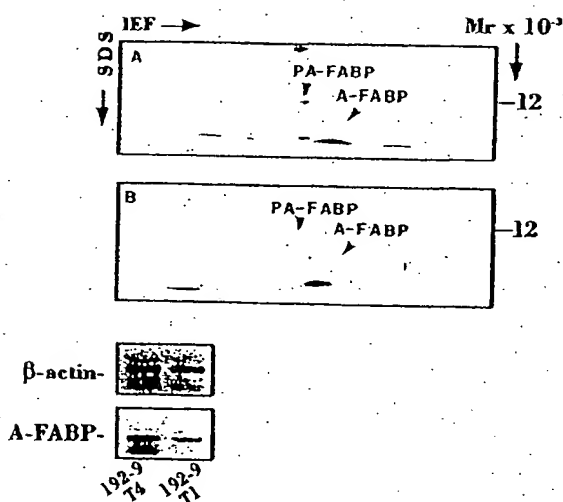 IEF
Mr x 10⁻³
SDS
A
PA-FABP
A-FABP
-12
B
PA-FABP
A-FABP
-12
β-actin-
A-FABP-
192-9 T4
192-9 T1